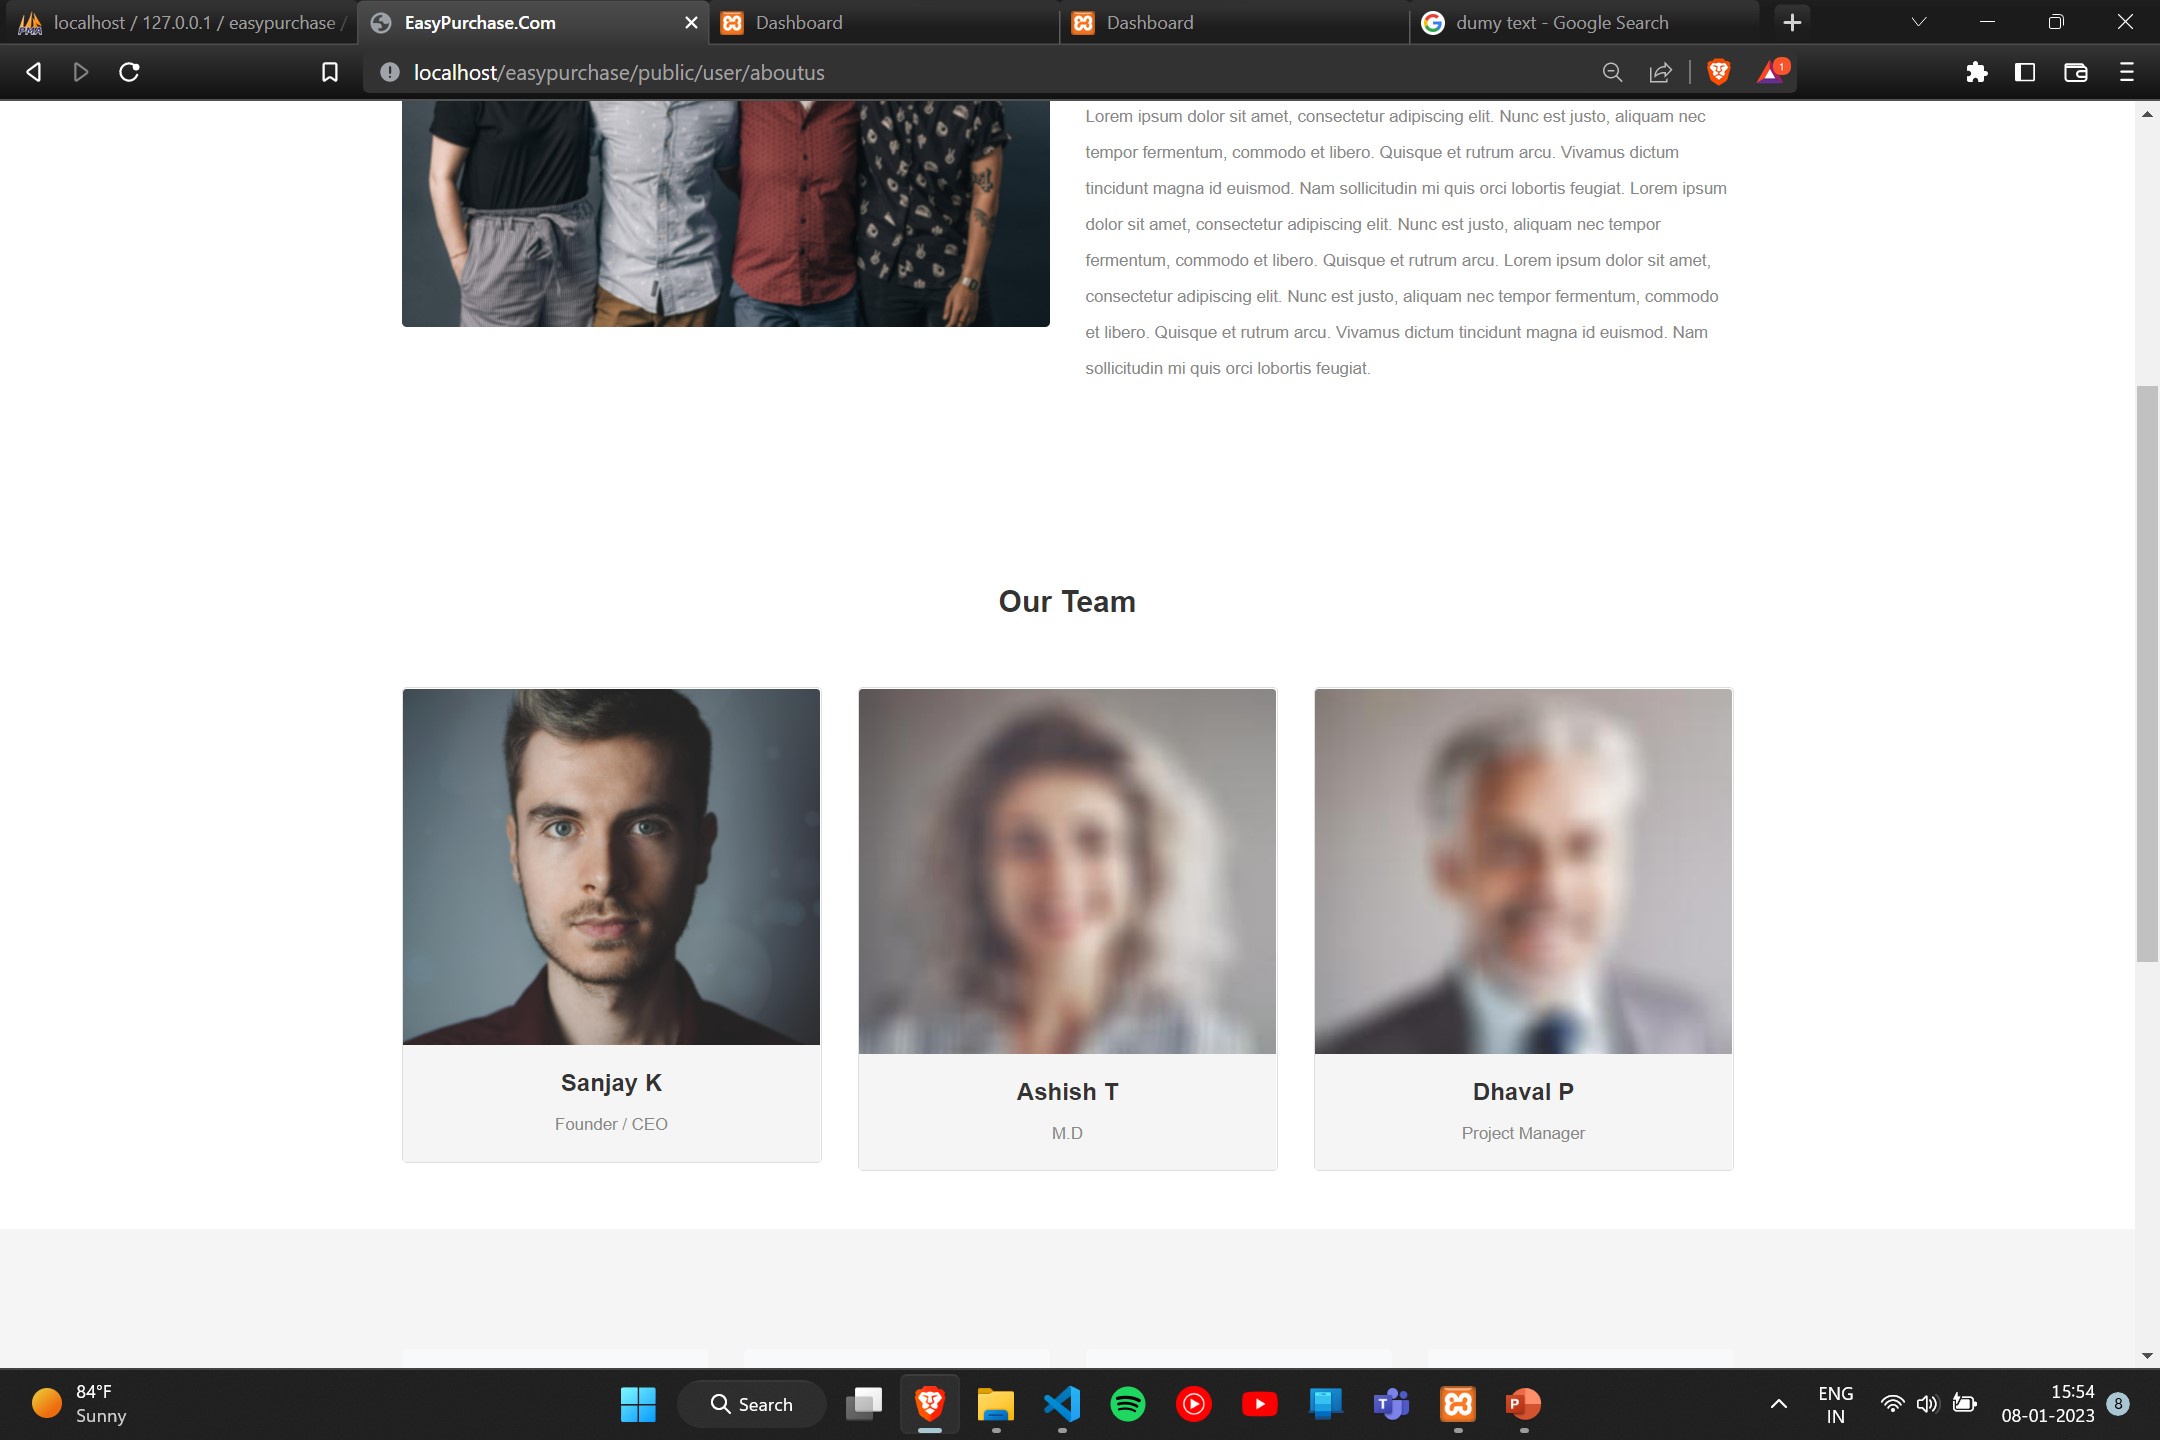 localhost / 127.0.0.1 / easypurchase /
EasyPurchase.Com
Dashboard
Dashboard
dumy text - Google Search
localhost/easypurchase/public/user/aboutus
1
Lorem ipsum dolor sit amet, consectetur adipiscing elit. Nunc est justo, aliquam nec
tempor fermentum, commodo et libero. Quisque et rutrum arcu. Vivamus dictum
tincidunt magna id euismod. Nam sollicitudin mi quis orci lobortis feugiat. Lorem ipsum
dolor sit amet, consectetur adipiscing elit. Nunc est justo, aliquam nec tempor
fermentum, commodo et libero. Quisque et rutrum arcu. Lorem ipsum dolor sit amet,
consectetur adipiscing elit. Nunc est justo, aliquam nec tempor fermentum, commodo
et libero. Quisque et rutrum arcu. Vivamus dictum tincidunt magna id euismod. Nam
sollicitudin mi quis orci lobortis feugiat.
Our Team
Sanjay K
Founder / CEO
Ashish T
M.D
Dhaval P
Project Manager
84°F
Sunny
Search
ENG
IN
15:54
08-01-2023
8